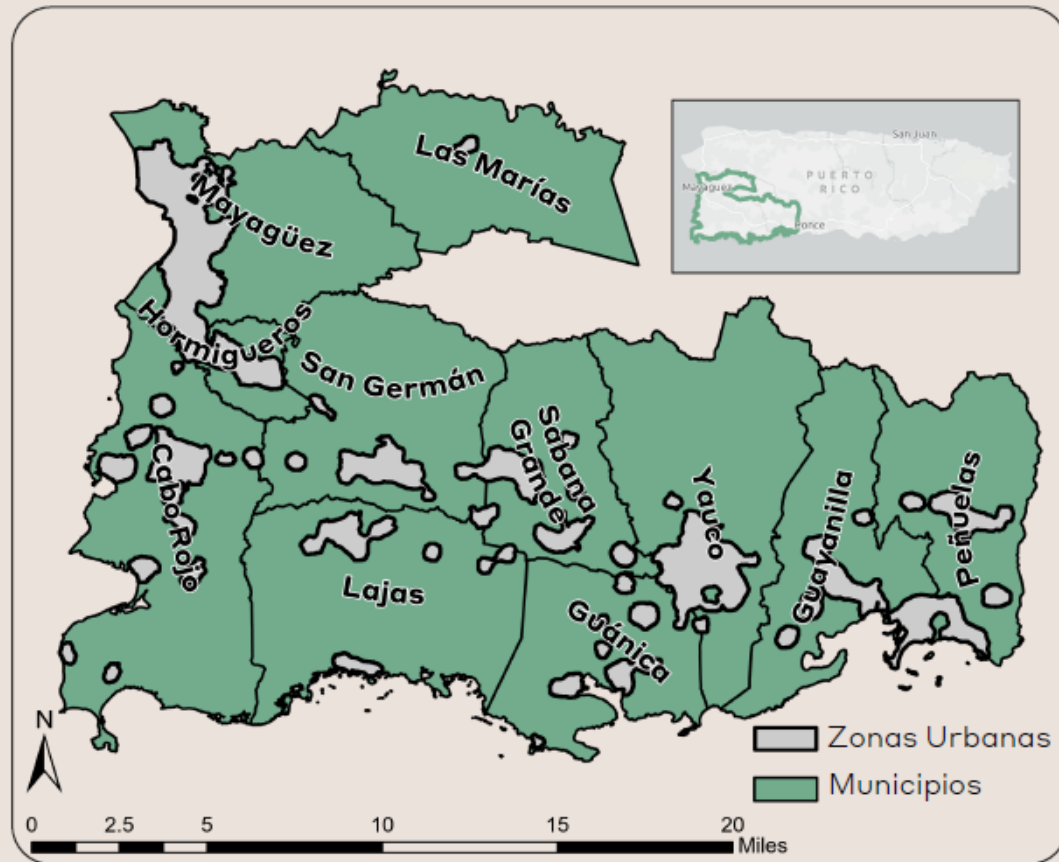 Las Marías
Mayagüez
Hormigueros
San Germán
Sabana
Grande
Cabo Rojo
Yauco
Guayanilla
Peñuelas
Lajas
Guánica
San Juan
Mayagüez
PUERTO
RICO
Ponce
N
Zonas Urbanas
Municipios
0 2.5 5 10 15 20
Miles